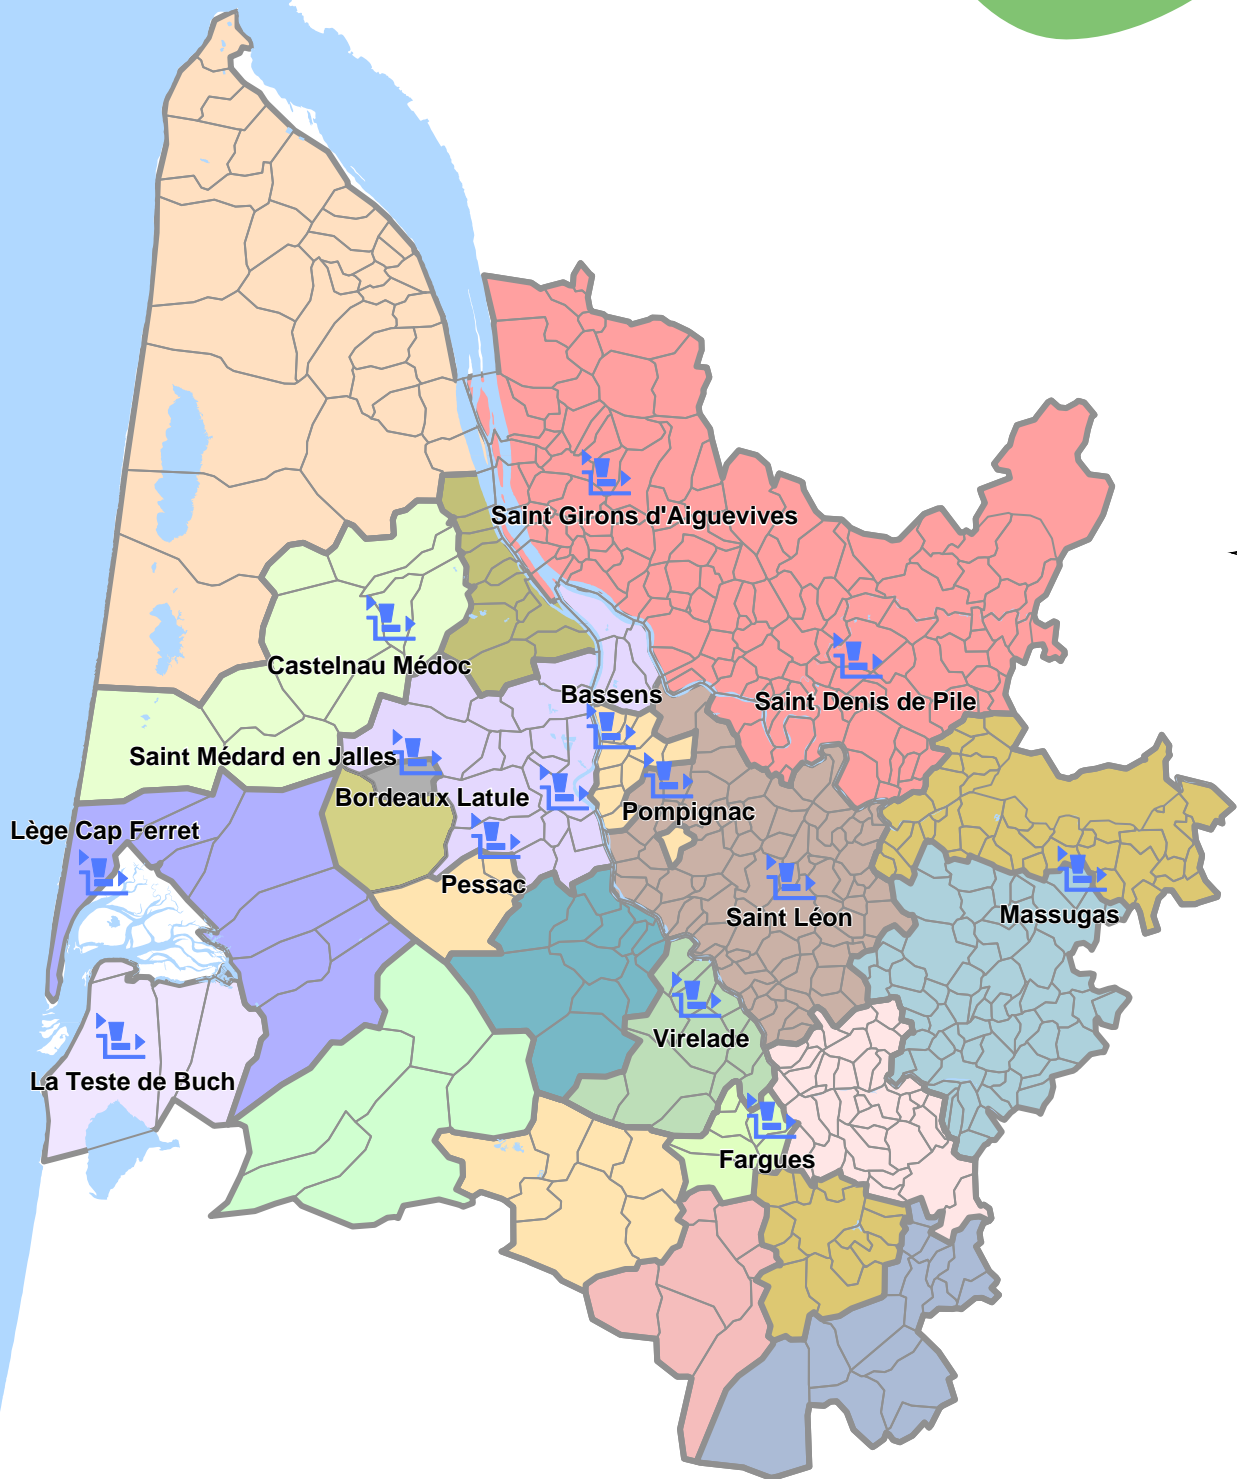 Saint Girons d'Aiguevives
Castelnau Médoc
Bassens
Saint Denis de Pile
Saint Médard en Jalles
Bordeaux Latule
Pompignac
Lège Cap Ferret
Pessac
Saint Léon
Massugas
Virelade
La Teste de Buch
Fargues